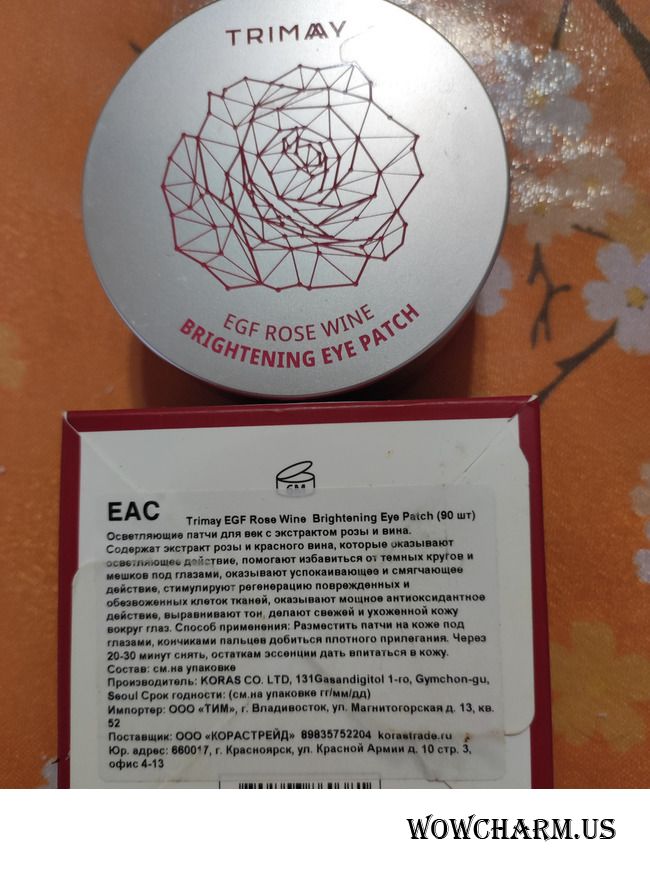 TRIMAY
EGF ROSE WINE
BRIGHTENING EYE PATCH
6M
EAC
Trimay EGF Rose Wine Brightening Eye Patch (90 шт)
Осветляющие патчи для век с экстрактом розы и вина.
Содержат экстракт розы и красного вина, которые оказывают
осветляющее действие, помогают избавиться от темных кругов и
мешков под глазами, оказывают успокаивающее и смягчающее
действие, стимулируют регенерацию поврежденных и
обезвоженных клеток тканей, оказывают мощное антиоксидантное
действие, выравнивают тон, делают свежей и ухоженной кожу
вокруг глаз. Способ применения: Разместить патчи на коже под
глазами, кончиками пальцев добиться плотного прилегания. Через
20-30 минут снять, остаткам эссенции дать впитаться в кожу.
Состав: см.на упаковке
Производитель: KORAS CO. LTD, 131Gasandigitol 1-ro, Gymchon-gu,
Seoul Срок годности: (см.на упаковке гг/мм/дд)
Импортер: ООО «ТИМ», г. Владивосток, ул. Магнитогорская д. 13, кв.
52
Поставщик: ООО «КОРАСТРЕЙД» 89835752204 korastrade.ru
Юр. адрес: 660017, г. Красноярск, ул. Красной Армии д. 10 стр. 3,
офис 4-13
WOWCHARM.US